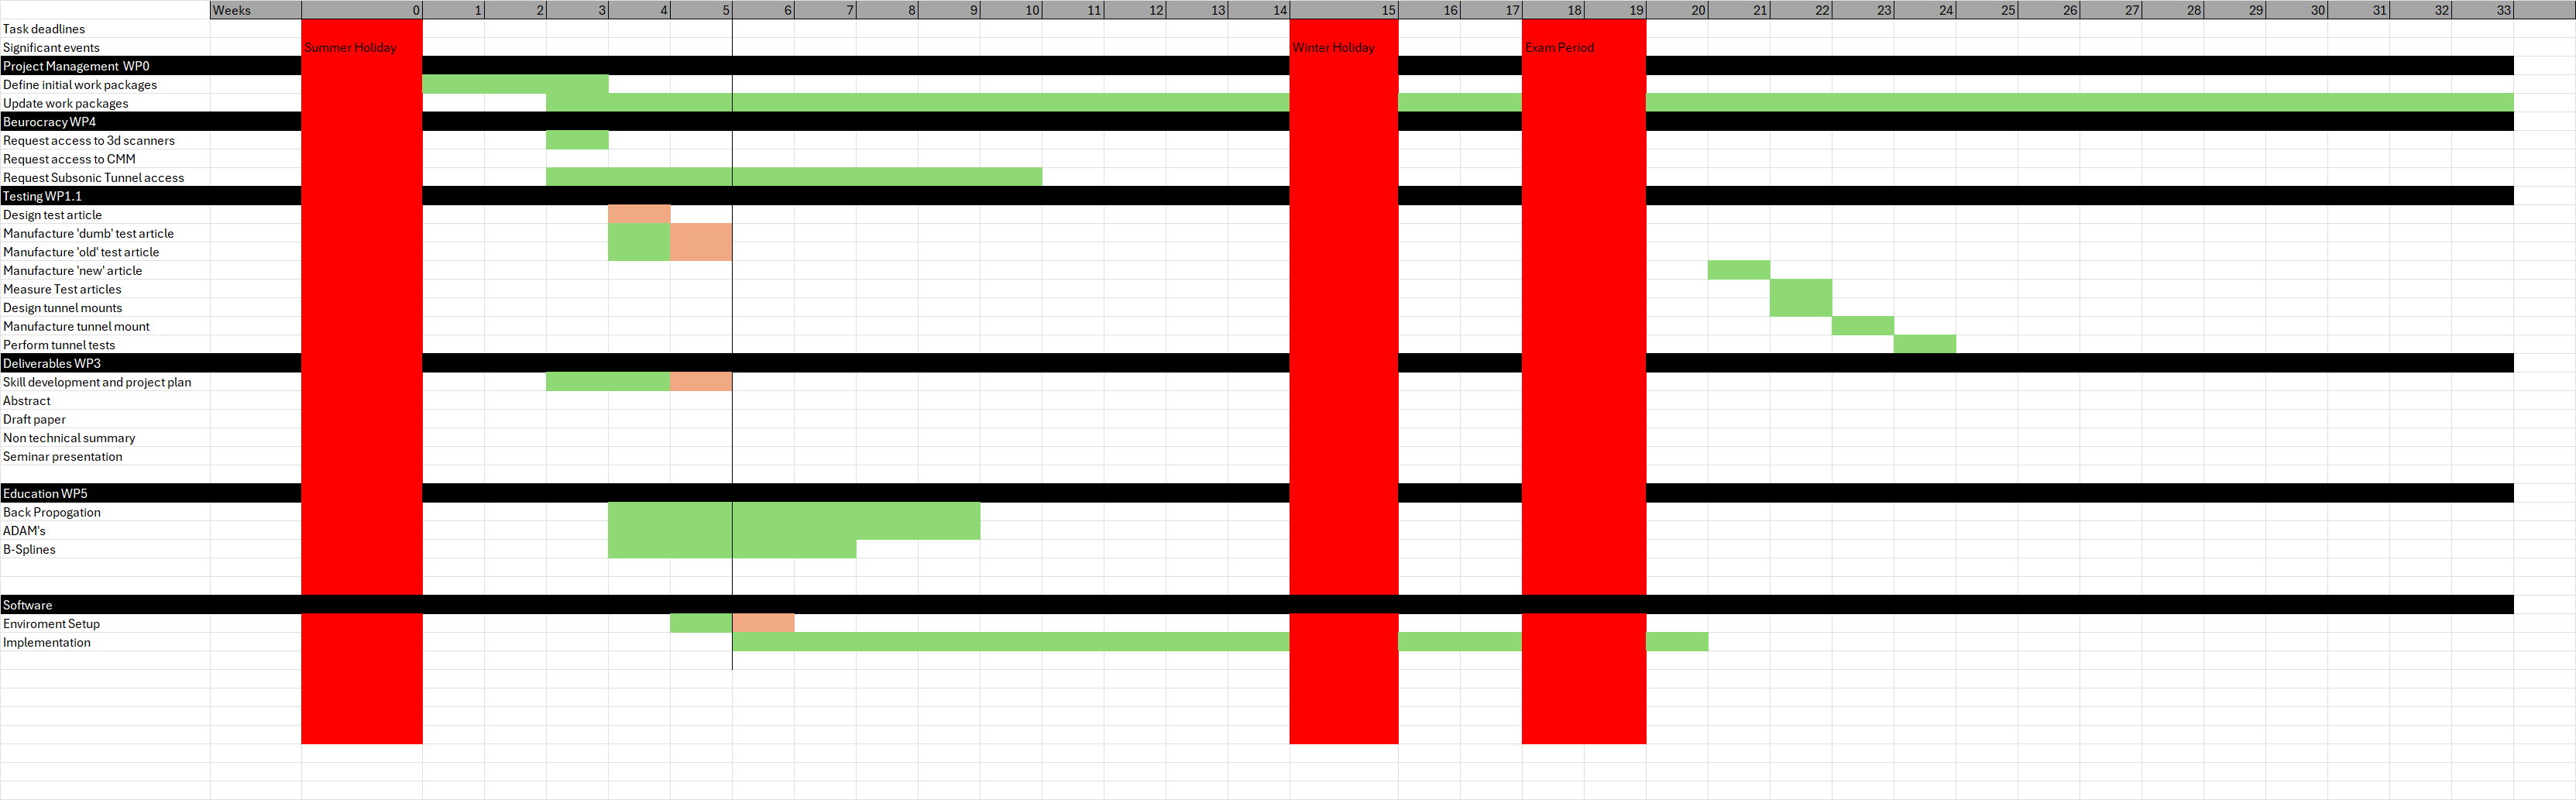 Weeks 0 1 2 3 4 5 6 7 8 9 10 11 12 13 14 15 16 17 18 19 20 21 22 23 24 25 26 27 28 29 30 31 32 33
Task deadlines
Significant events Summer Holiday Winter Holiday Exam Period
Project Management WP0
Define initial work packages
Update work packages
Beurocracy WP4
Request access to 3d scanners
Request access to CMM
Request Subsonic Tunnel access
Testing WP1.1
Design test article
Manufacture 'dumb' test article
Manufacture 'old' test article
Manufacture 'new' article
Measure Test articles
Design tunnel mounts
Manufacture tunnel mount
Perform tunnel tests
Deliverables WP3
Skill development and project plan
Abstract
Draft paper
Non technical summary
Seminar presentation
Education WP5
Back Propogation
ADAM's
B-Splines
Software
Enviroment Setup
Implementation